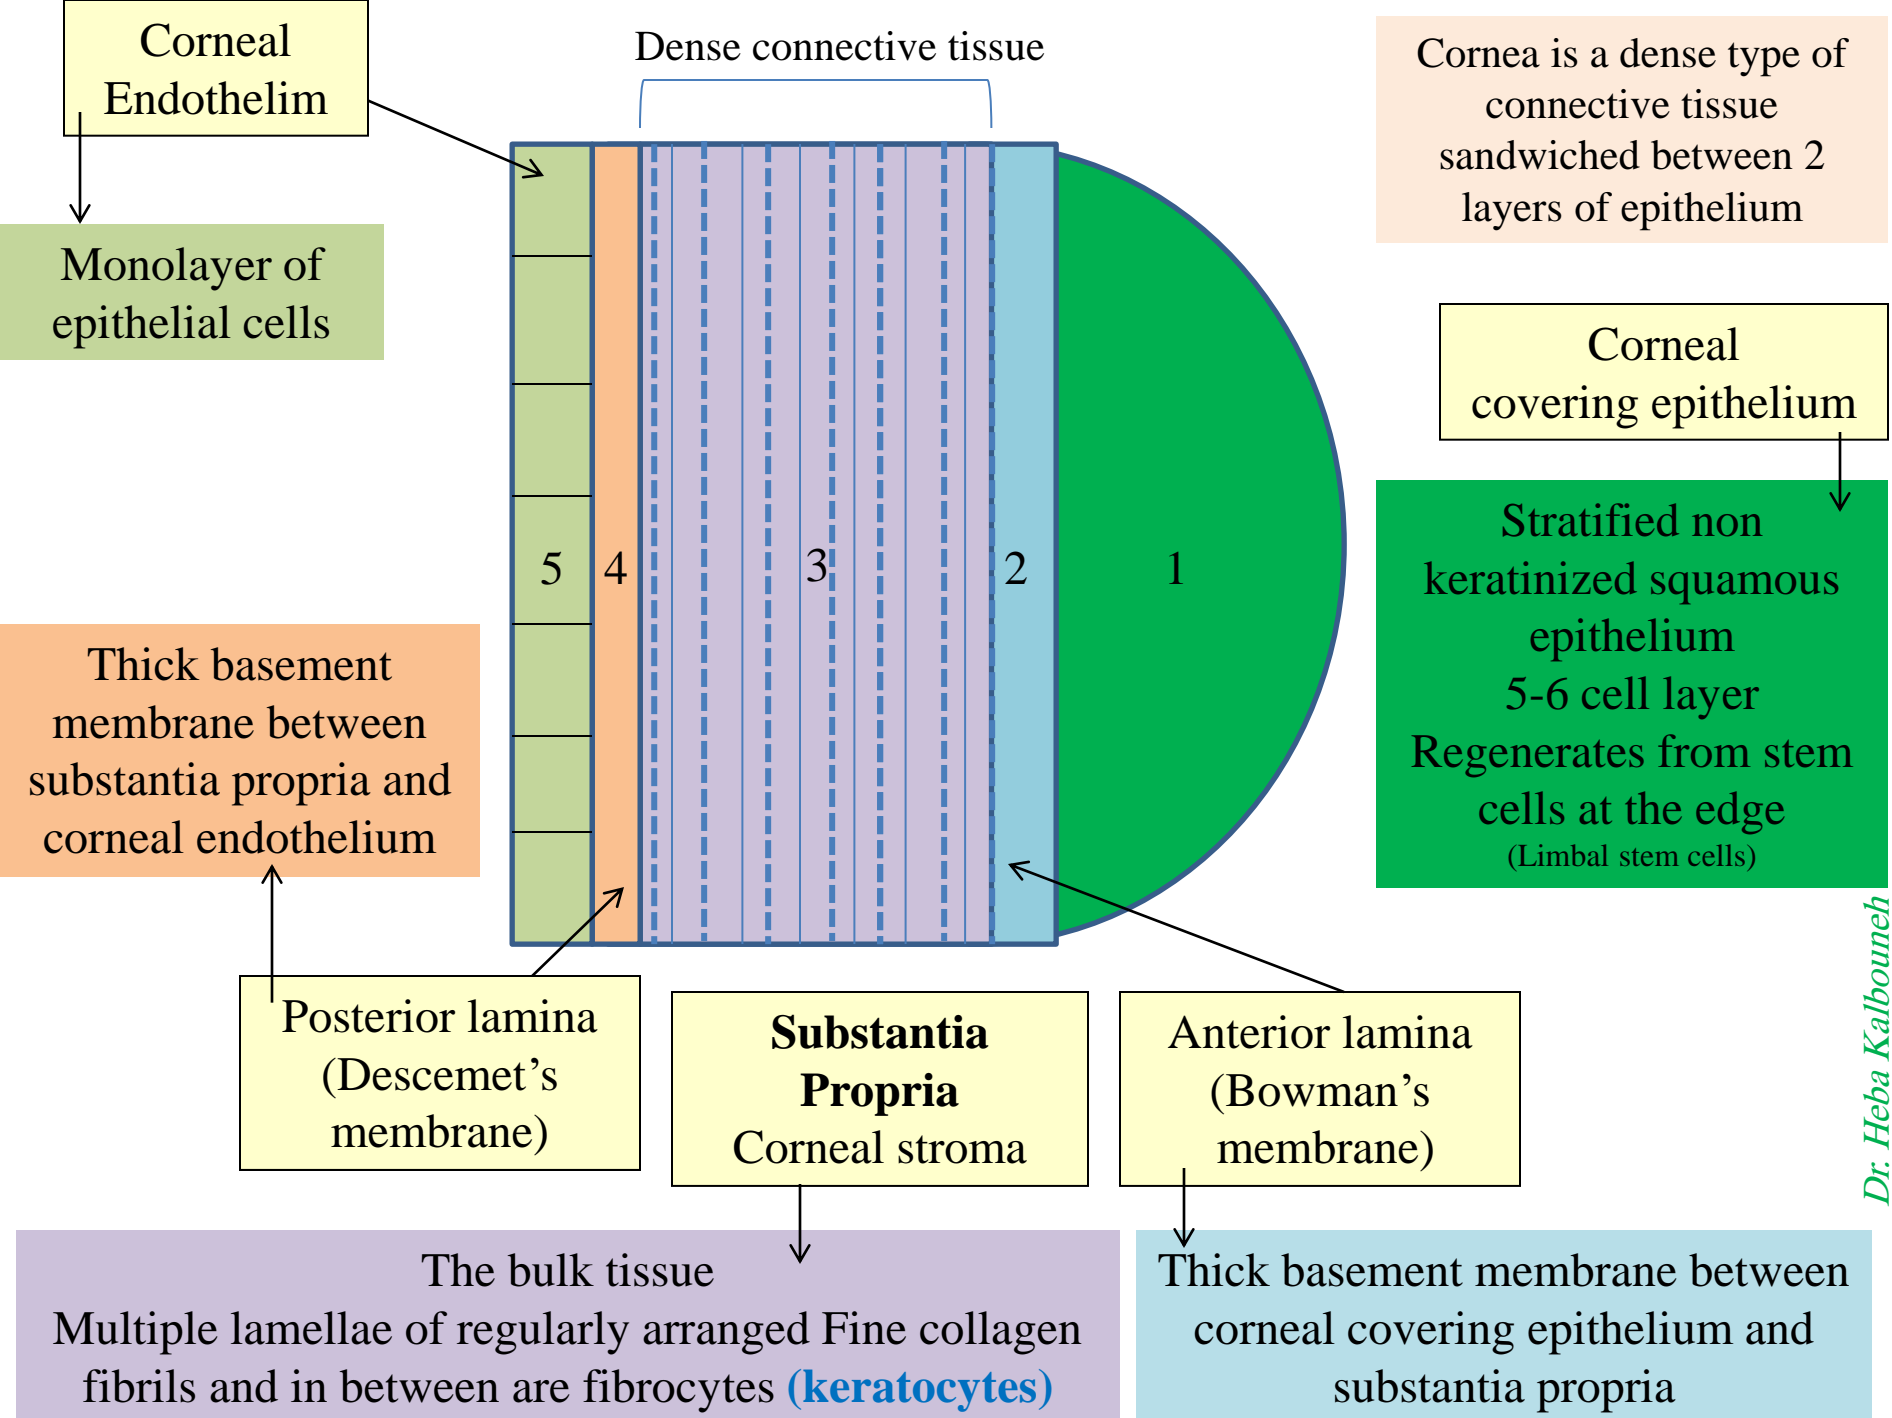 Corneal
Endothelim
Dense connective tissue
Cornea is a dense type of
connective tissue
sandwiched between 2
layers of epithelium
Monolayer of
epithelial cells
Corneal
covering epithelium
Stratified non
keratinized squamous
epithelium
5-6 cell layer
Regenerates from stem
cells at the edge
(Limbal stem cells)
5
4
3
2
1
Thick basement
membrane between
substantia propria and
corneal endothelium
Posterior lamina
(Descemet’s
membrane)
Substantia
Propria
Corneal stroma
Anterior lamina
(Bowman’s
membrane)
Dr. Heba Kalbouneh
The bulk tissue
Multiple lamellae of regularly arranged Fine collagen
fibrils and in between are fibrocytes (keratocytes)
Thick basement membrane between
corneal covering epithelium and
substantia propria